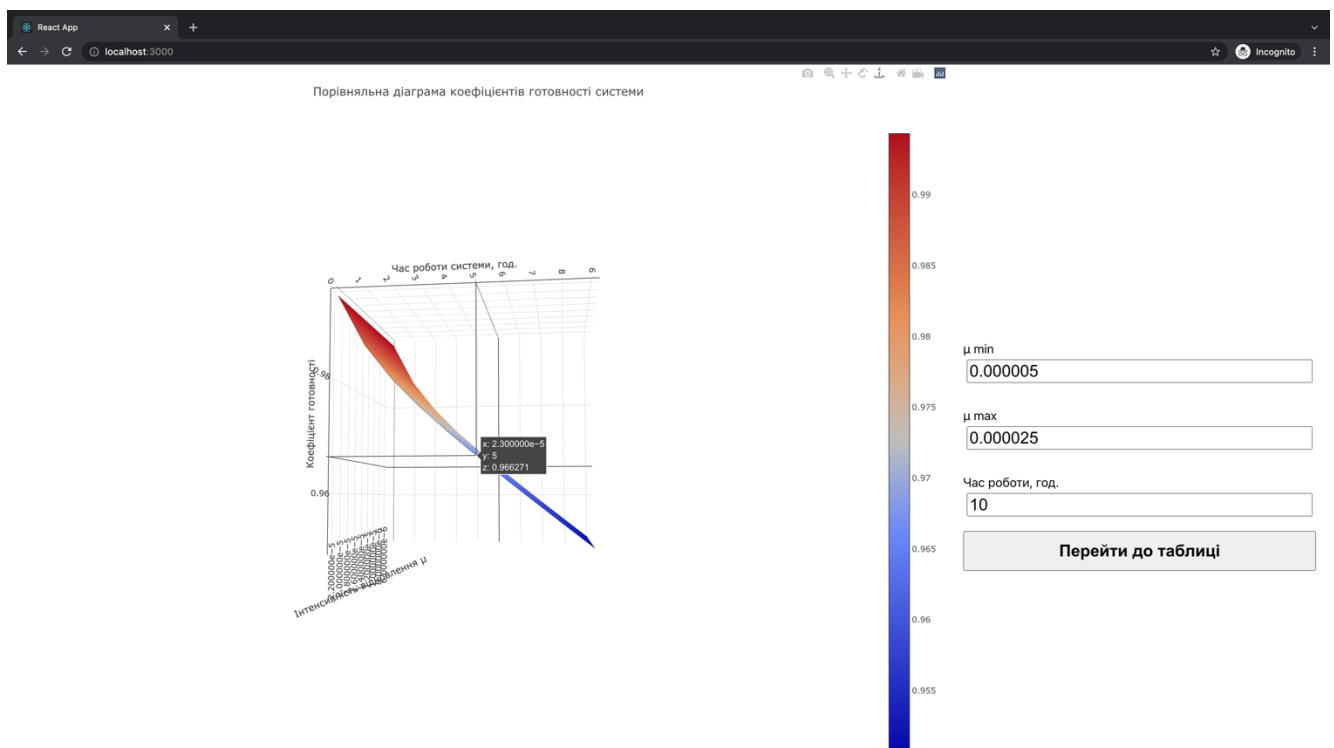 React App
localhost:3000
Incognito
Порівняльна діаграма коефіцієнтів готовності системи
Час роботи системи, год.
0 1 2 3 4 5 6 7 8 9
Коефіцієнт готовності
0.98
0.96
x: 2.300000e−5
y: 5
z: 0.966271
Інтенсивність відновлення μ
0.99
0.985
0.98
0.975
0.97
0.965
0.96
0.955
μ min
0.000005
μ max
0.000025
Час роботи, год.
10
Перейти до таблиці